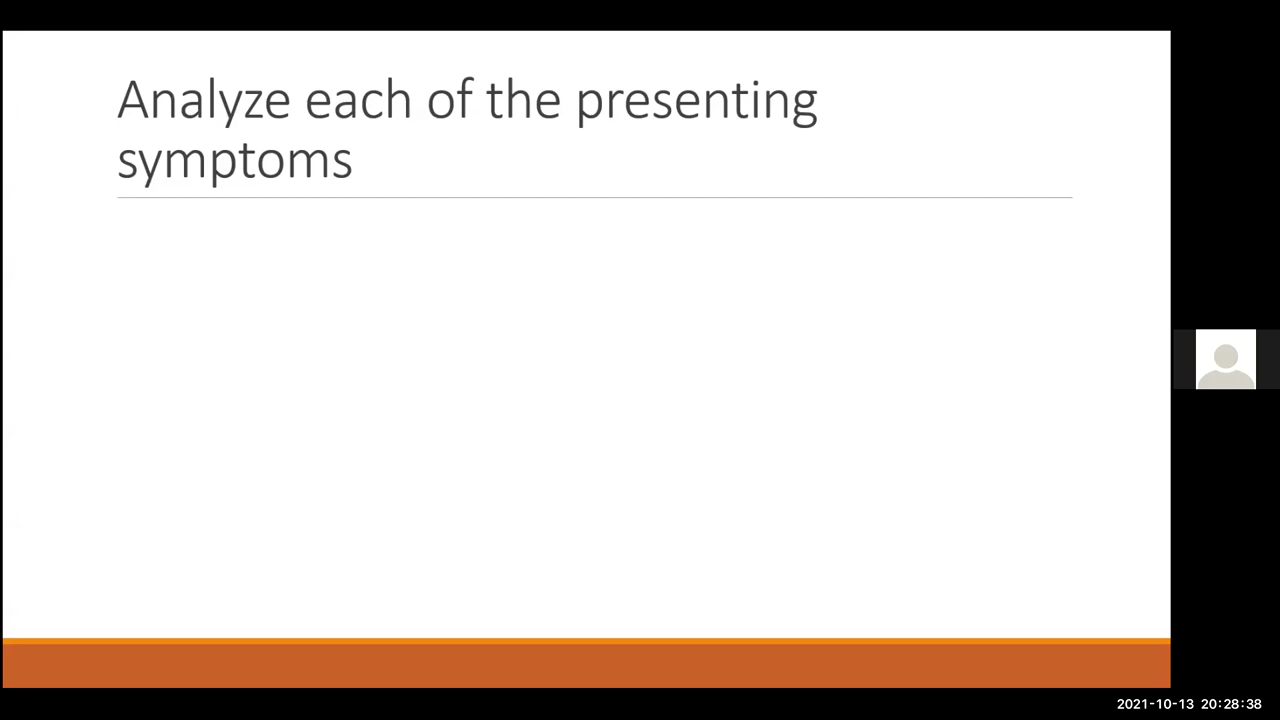 Analyze each of the presenting
symptoms
2021-10-13 20:28:38